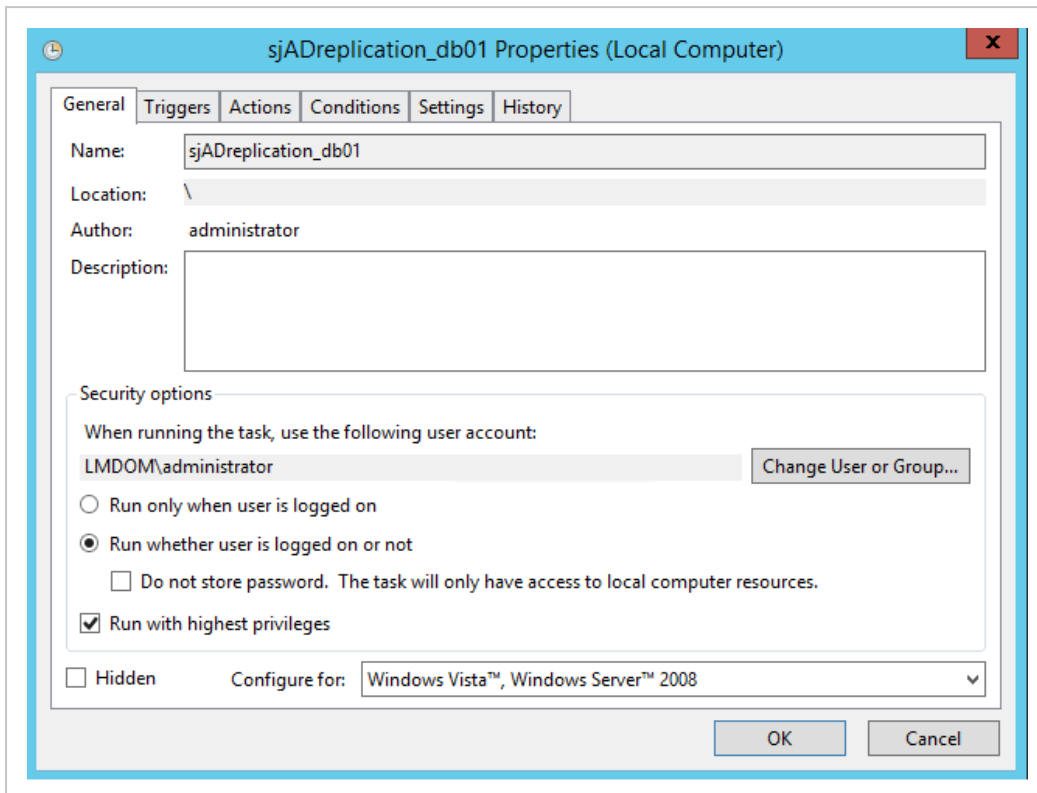 sjADreplication_db01 Properties (Local Computer)
x
General Triggers Actions Conditions Settings History
Name: sjADreplication_db01
Location: \
Author: administrator
Description:
Security options
When running the task, use the following user account:
LMDOM\administrator Change User or Group...
Run only when user is logged on
Run whether user is logged on or not
Do not store password. The task will only have access to local computer resources.
Run with highest privileges
Hidden Configure for: Windows Vista™, Windows Server™ 2008
OK Cancel